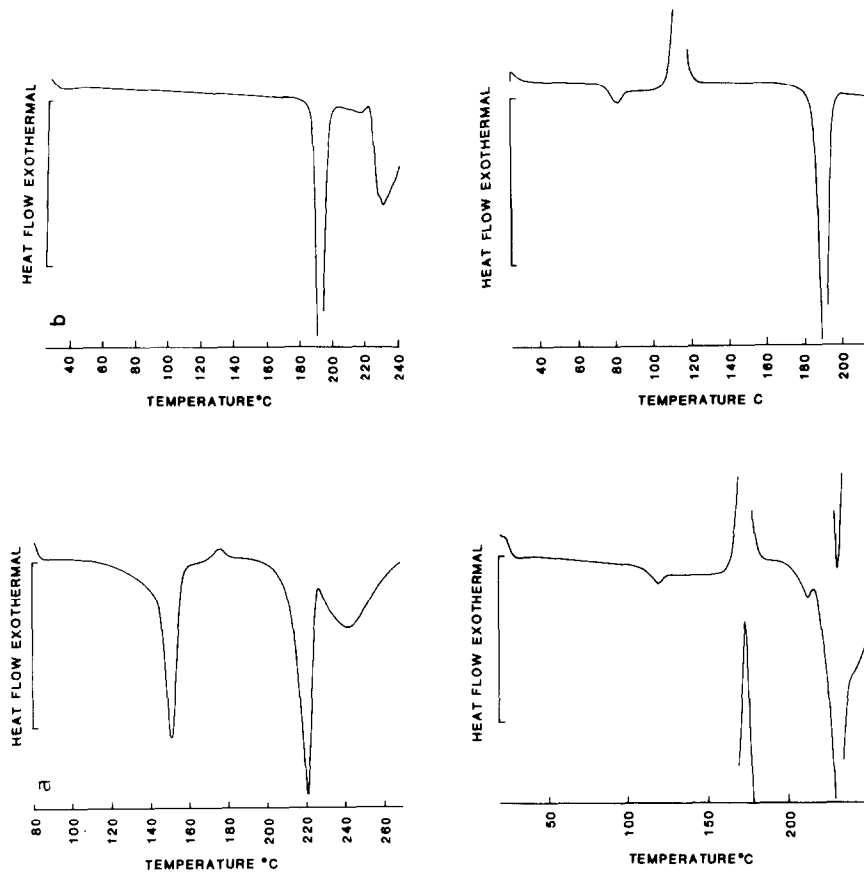 HEAT FLOW EXOTHERMAL
b
40 60 80 100 120 140 160 180 200 220 240
TEMPERATURE°C
HEAT FLOW EXOTHERMAL
40 60 80 100 120 140 160 180 200
TEMPERATURE C
HEAT FLOW EXOTHERMAL
a
80 100 120 140 160 180 200 220 240 260
TEMPERATURE °C
HEAT FLOW EXOTHERMAL
50 100 150 200
TEMPERATURE°C